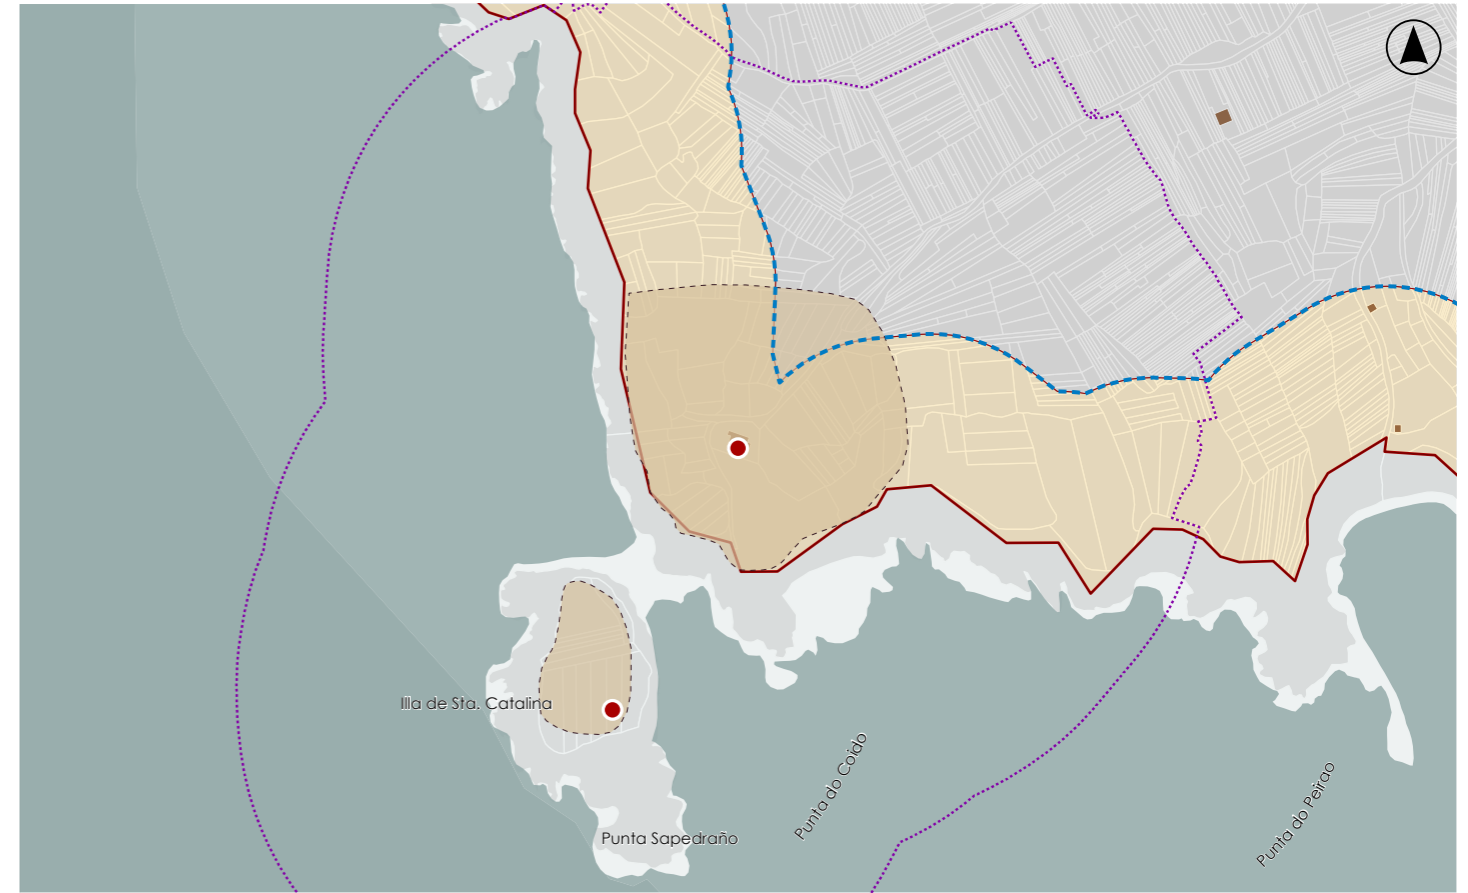 Illa de Sta. Catalina
Punta do Coido
Punta do Peirao
Punta Sapedraño